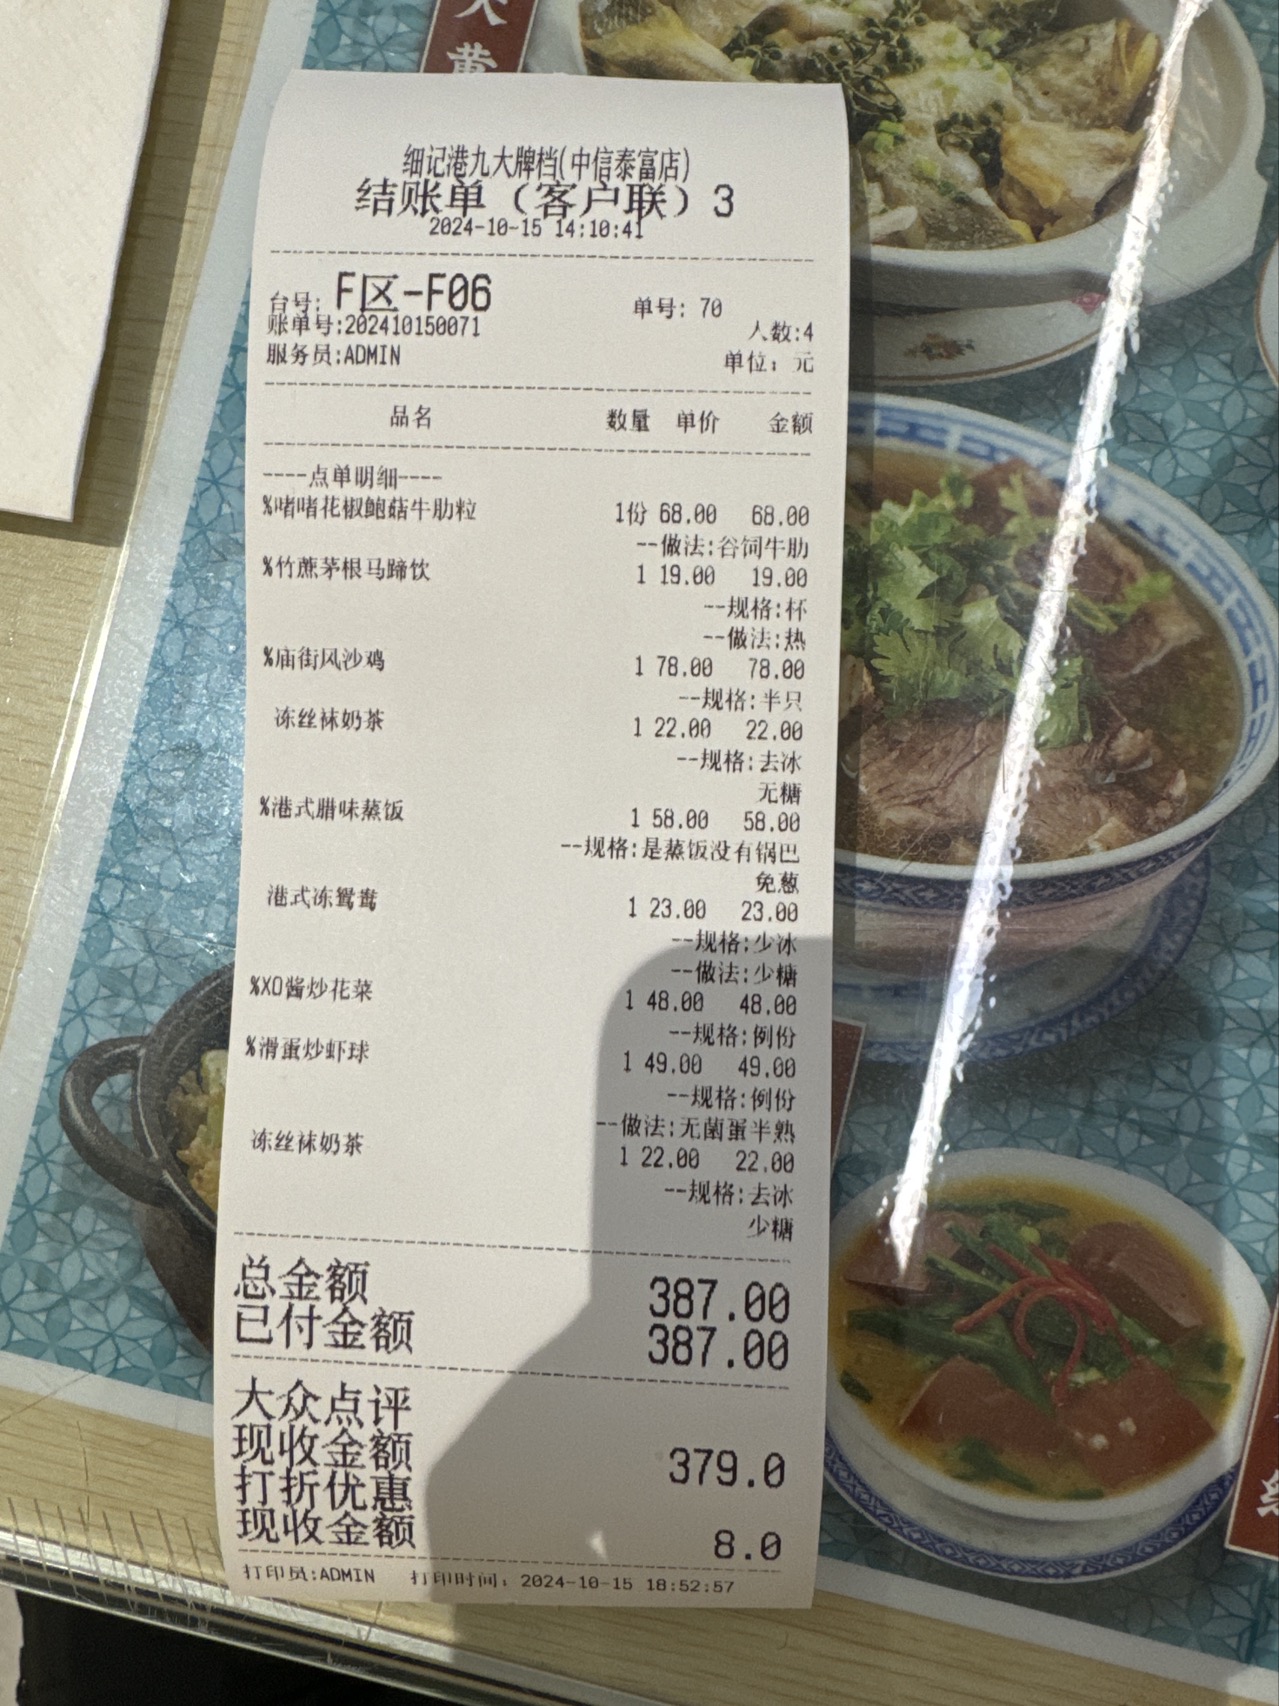 黄
细记港九大牌档(中信泰富店)
结账单（客户联）3
2024-10-15 14:10:41
台号: F区-F06 单号: 70
账单号:202410150071 人数:4
服务员:ADMIN 单位: 元
品名 数量 单价 金额
----点单明细----
%啫啫花椒鲍菇牛肋粒 1份 68.00 68.00
--做法:谷饲牛肋
%竹蔗茅根马蹄饮 1 19.00 19.00
--规格:杯
--做法:热
%庙街风沙鸡 1 78.00 78.00
--规格:半只
冻丝袜奶茶 1 22.00 22.00
--规格:去冰
无糖
%港式腊味蒸饭 1 58.00 58.00
--规格:是蒸饭没有锅巴
免葱
港式冻鸳鸯 1 23.00 23.00
--规格:少冰
--做法:少糖
%XO酱炒花菜 1 48.00 48.00
--规格:例份
%滑蛋炒虾球 1 49.00 49.00
--规格:例份
--做法:无菌蛋半熟
冻丝袜奶茶 1 22.00 22.00
--规格:去冰
少糖
总金额 387.00
已付金额 387.00
大众点评
现收金额 379.0
打折优惠
现收金额 8.0
打印员:ADMIN 打印时间: 2024-10-15 18:52:57